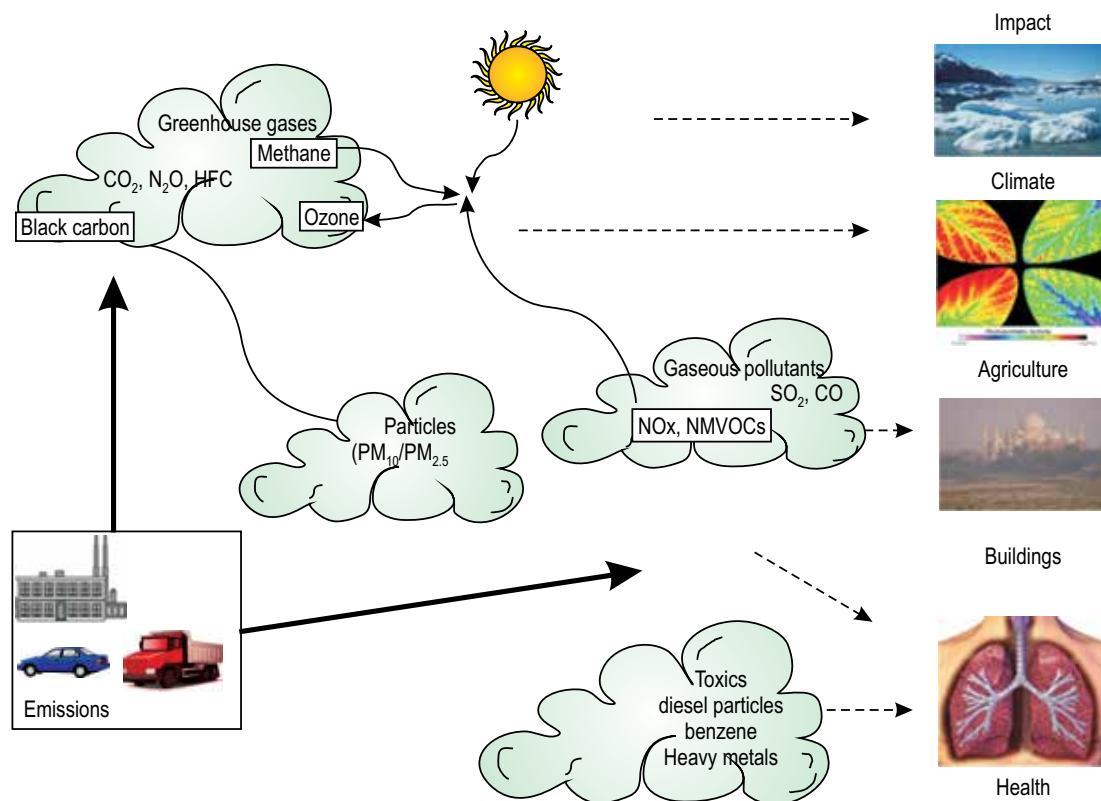 Impact
Greenhouse gases
Methane
CO₂, N₂O, HFC
Black carbon
Ozone
Climate
Gaseous pollutants
SO₂, CO
NOx, NMVOCs
Agriculture
Particles
(PM₁₀/PM₂.₅
Buildings
Emissions
Toxics
diesel particles
benzene
Heavy metals
Health